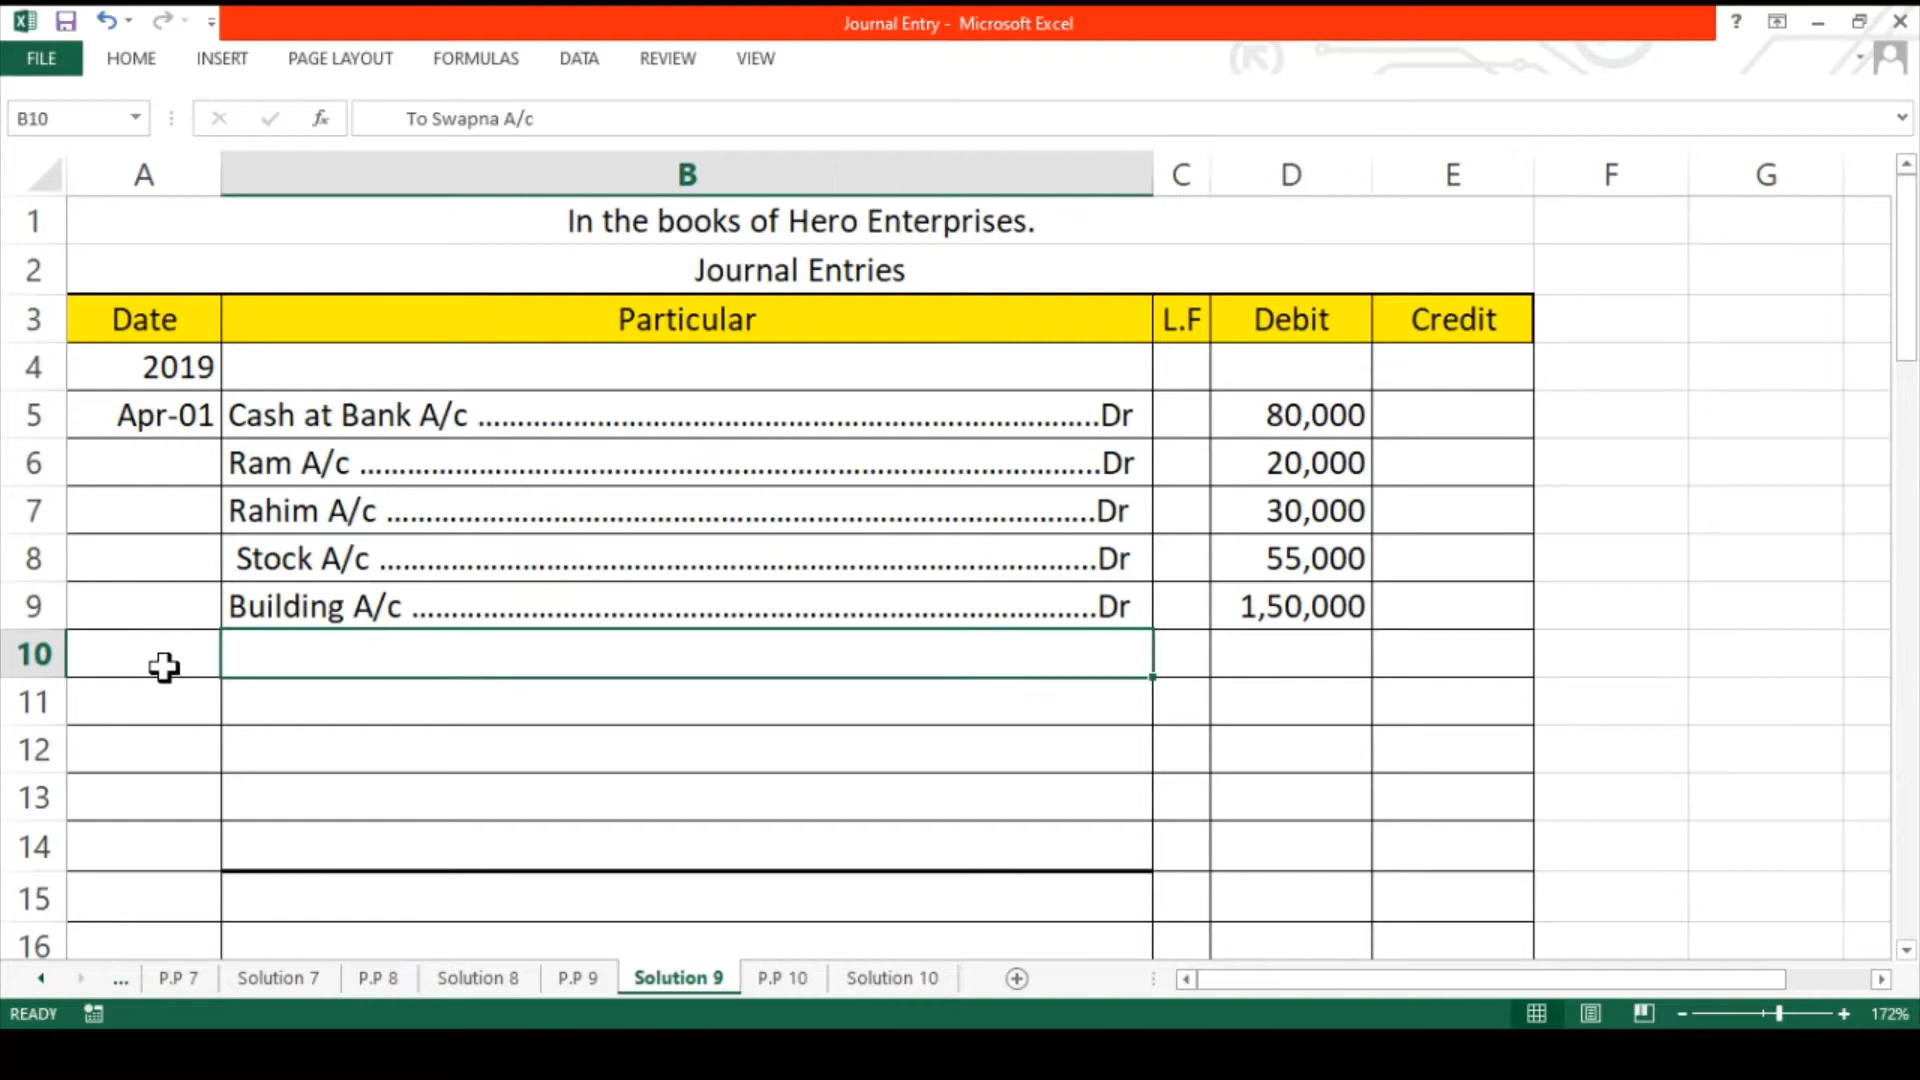 Journal Entry - Microsoft Excel
?
FILE HOME INSERT PAGE LAYOUT FORMULAS DATA REVIEW VIEW
B10 fx To Swapna A/c
A B C D E F G
1 In the books of Hero Enterprises.
2 Journal Entries
3 Date Particular L.F Debit Credit
4 2019
5 Apr-01 Cash at Bank A/c ..............................................................................Dr 80,000
6 Ram A/c .............................................................................................Dr 20,000
7 Rahim A/c .........................................................................................Dr 30,000
8 Stock A/c ..........................................................................................Dr 55,000
9 Building A/c ......................................................................................Dr 1,50,000
10
11
12
13
14
15
16
... P.P 7 Solution 7 P.P 8 Solution 8 P.P 9 Solution 9 P.P 10 Solution 10
READY 172%